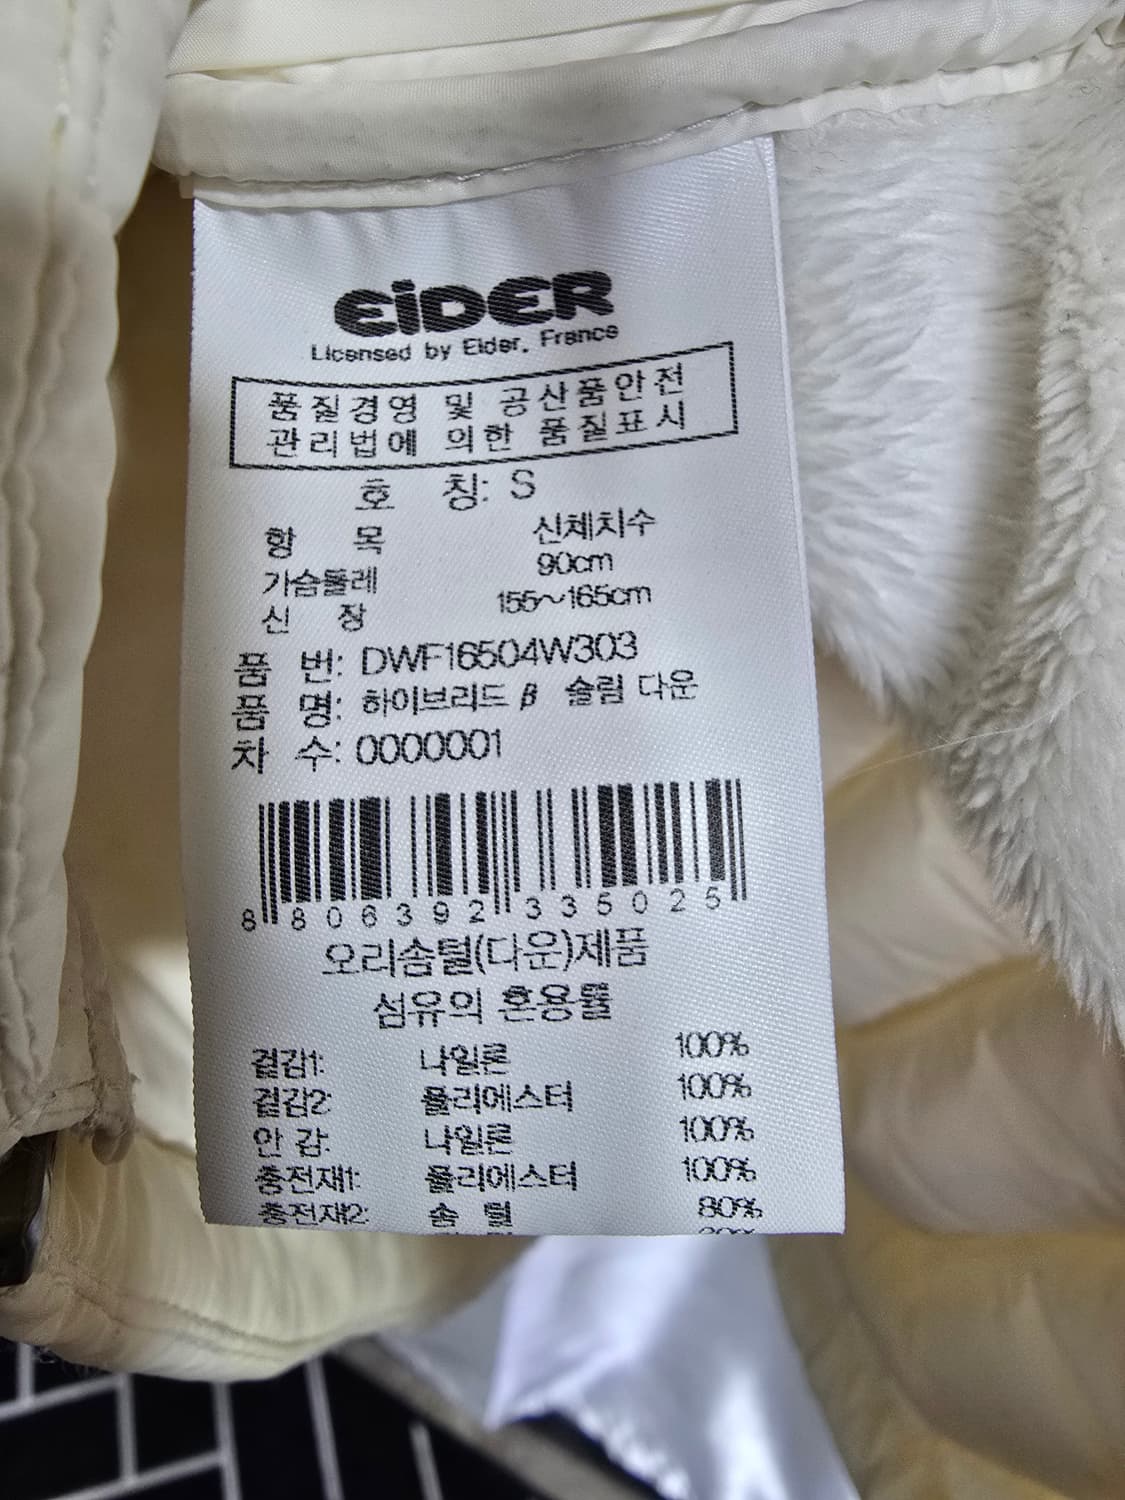 EiDER
Licensed by Eider, France
품질경영 및 공산품안전
관리법에 의한 품질표시
호 칭: S
항 목 신체치수
가슴둘레 90cm
신 장 155~165cm
품 번: DWF16504W303
품 명: 하이브리드 β 슬림 다운
차 수: 0000001
8 806392 335025
오리솜털(다운)제품
섬유의 혼용률
겉감1: 나일론 100%
겉감2: 폴리에스터 100%
안 감: 나일론 100%
충전재1: 폴리에스터 100%
충전재2: 솜 털 80%